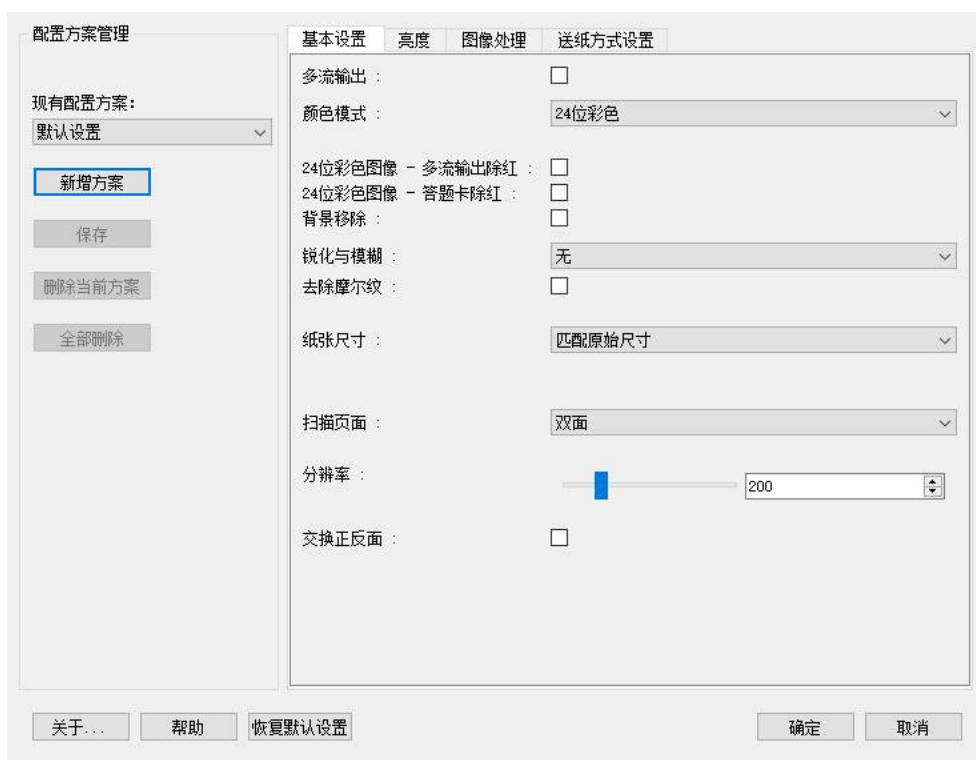 配置方案管理
现有配置方案：
默认设置
新增方案
保存
删除当前方案
全部删除
基本设置 亮度 图像处理 送纸方式设置
多流输出 :
颜色模式 : 24位彩色
24位彩色图像 - 多流输出除红 :
24位彩色图像 - 答题卡除红 :
背景移除 :
锐化与模糊 : 无
去除摩尔纹 :
纸张尺寸 : 匹配原始尺寸
扫描页面 : 双面
分辨率 : 200
交换正反面 :
关于... 帮助 恢复默认设置 确定 取消